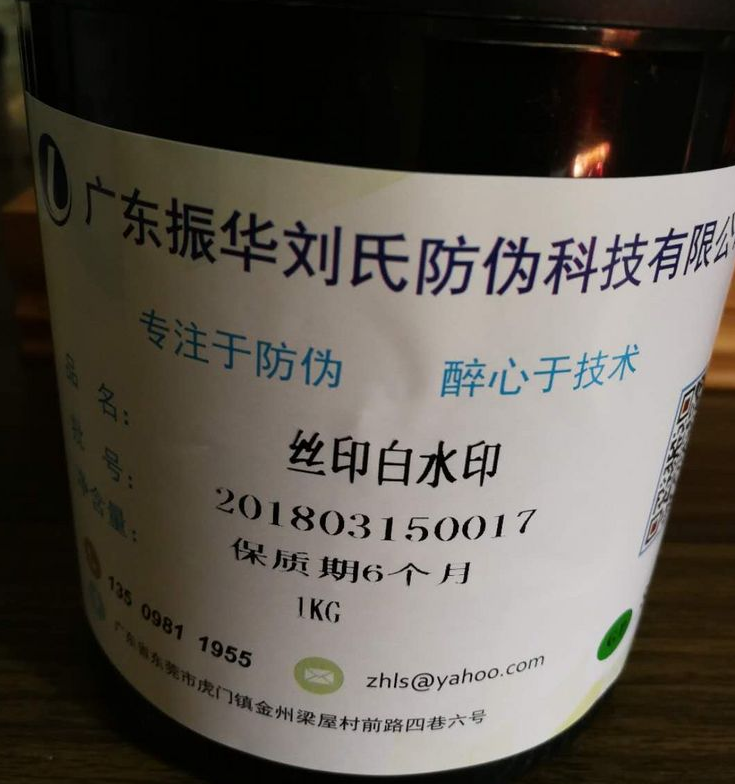 广东振华刘氏防伪科技有限公
专注于防伪 醉心于技术
品 名: 丝印白水印
批 号: 201803150017
保质期6个月
净含量: 1KG
135 0981 1955 zhls@yahoo.com
广东省东莞市虎门镇金州梁屋村前路四巷六号